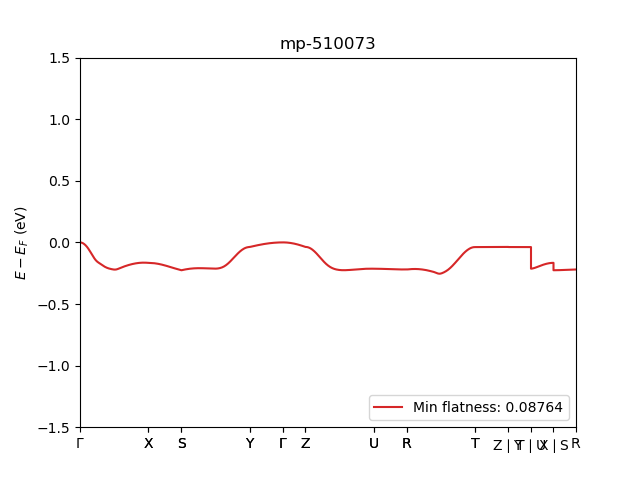 mp-510073
1.5
1.0
0.5
0.0
−0.5
−1.0
−1.5
E − E_F (eV)
Min flatness: 0.08764
Γ X S Y Γ Z U R T Z|Y T|U X|S R